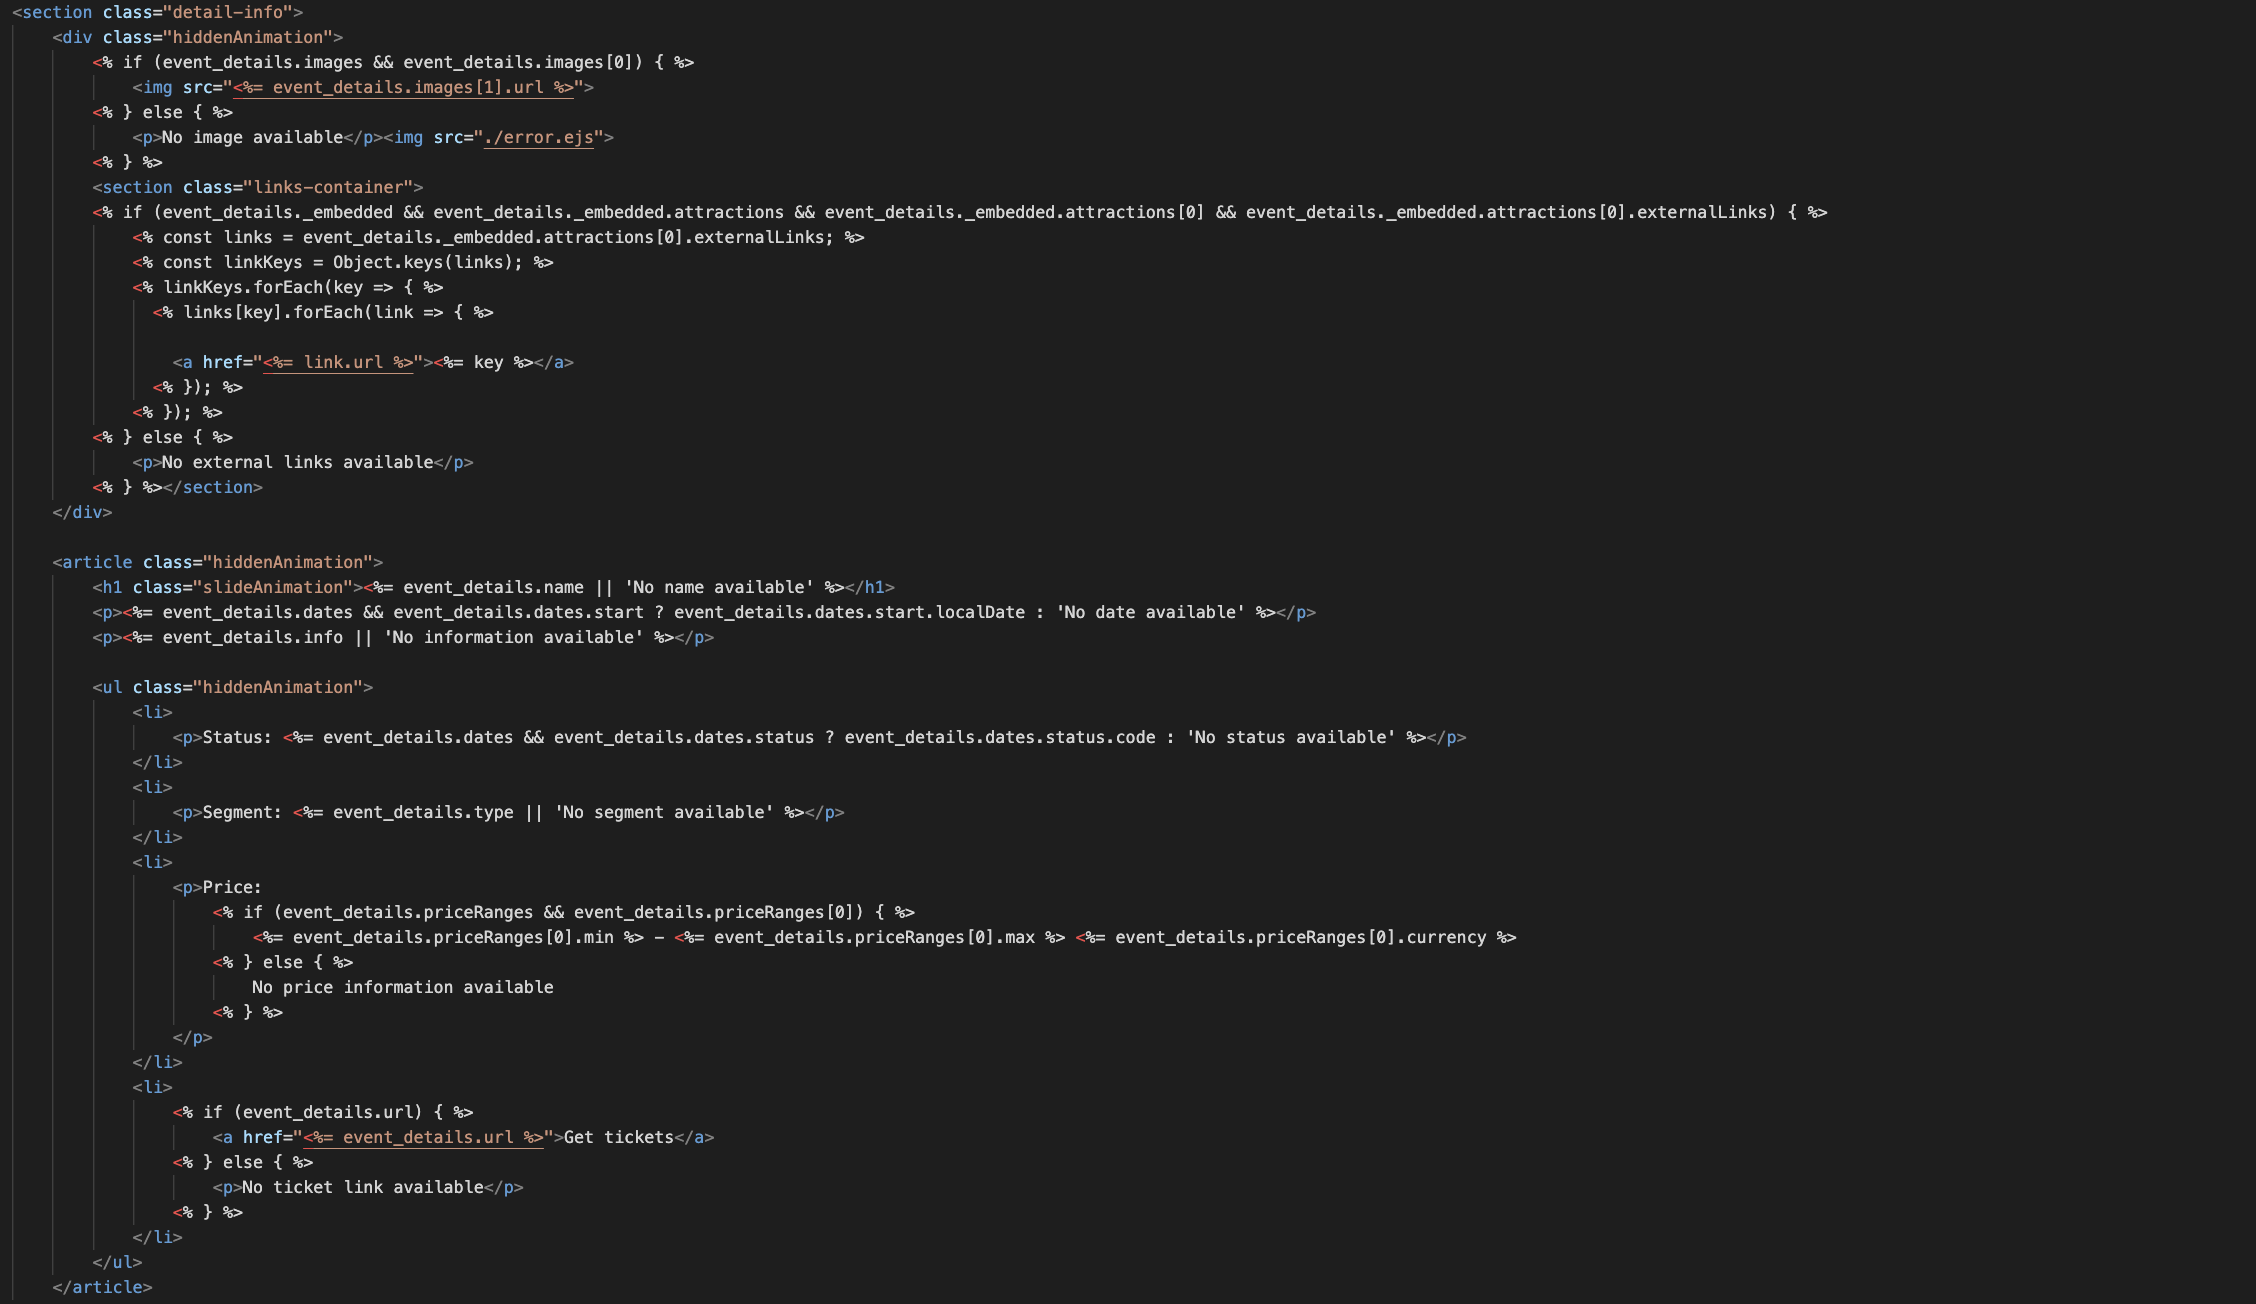 <section class="detail-info">
    <div class="hiddenAnimation">
        <% if (event_details.images && event_details.images[0]) { %>
            <img src="<%= event_details.images[1].url %>">
        <% } else { %>
            <p>No image available</p><img src="./error.ejs">
        <% } %>
        <section class="links-container">
        <% if (event_details._embedded && event_details._embedded.attractions && event_details._embedded.attractions[0] && event_details._embedded.attractions[0].externalLinks) { %>
            <% const links = event_details._embedded.attractions[0].externalLinks; %>
            <% const linkKeys = Object.keys(links); %>
            <% linkKeys.forEach(key => { %>
              <% links[key].forEach(link => { %>

                <a href="<%= link.url %>"><%= key %></a>
              <% }); %>
            <% }); %>
        <% } else { %>
            <p>No external links available</p>
        <% } %></section>
    </div>

    <article class="hiddenAnimation">
        <h1 class="slideAnimation"><%= event_details.name || 'No name available' %></h1>
        <p><%= event_details.dates && event_details.dates.start ? event_details.dates.start.localDate : 'No date available' %></p>
        <p><%= event_details.info || 'No information available' %></p>

        <ul class="hiddenAnimation">
            <li>
                <p>Status: <%= event_details.dates && event_details.dates.status ? event_details.dates.status.code : 'No status available' %></p>
            </li>
            <li>
                <p>Segment: <%= event_details.type || 'No segment available' %></p>
            </li>
            <li>
                <p>Price:
                    <% if (event_details.priceRanges && event_details.priceRanges[0]) { %>
                        <%= event_details.priceRanges[0].min %> - <%= event_details.priceRanges[0].max %> <%= event_details.priceRanges[0].currency %>
                    <% } else { %>
                        No price information available
                    <% } %>
                </p>
            </li>
            <li>
                <% if (event_details.url) { %>
                    <a href="<%= event_details.url %>">Get tickets</a>
                <% } else { %>
                    <p>No ticket link available</p>
                <% } %>
            </li>
        </ul>
    </article>